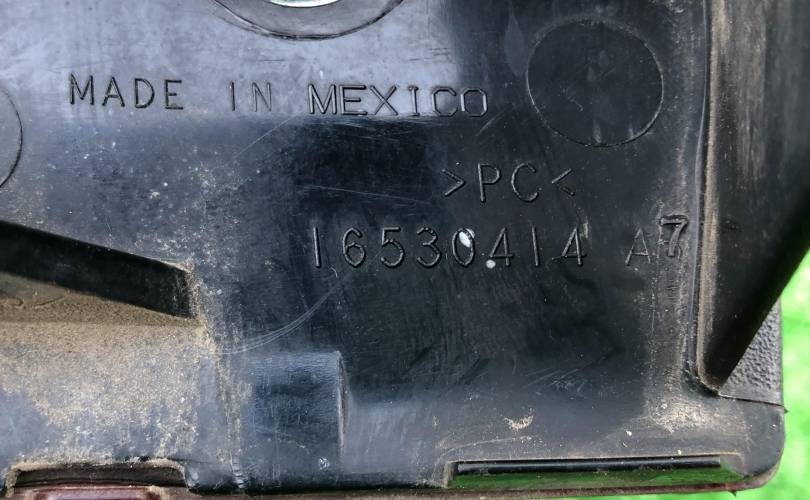 MADE IN MEXICO
>PC<
16530414 A7